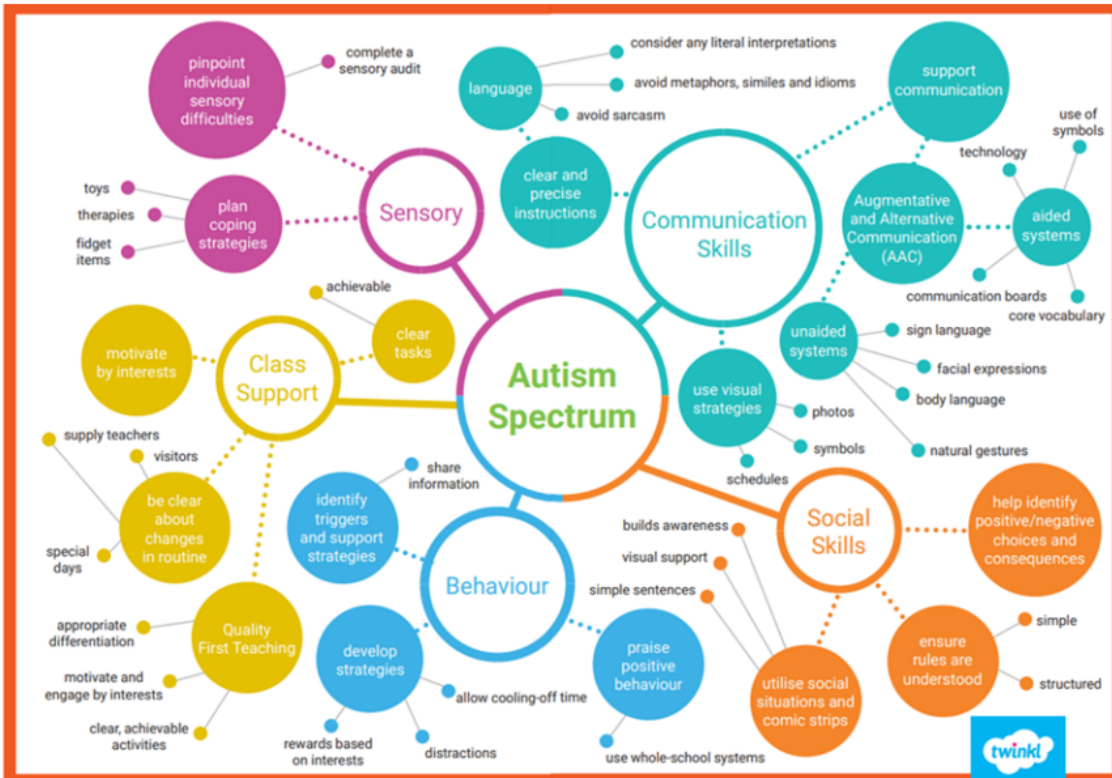 Autism
Spectrum
Sensory
pinpoint
individual
sensory
difficulties
complete a
sensory audit
plan
coping
strategies
toys
therapies
fidget
items
Communication
Skills
clear and
precise
instructions
language
consider any literal interpretations
avoid metaphors, similes and idioms
avoid sarcasm
support
communication
Augmentative
and Alternative
Communication
(AAC)
aided
systems
use of
symbols
technology
communication boards
core vocabulary
unaided
systems
sign language
facial expressions
body language
natural gestures
use visual
strategies
photos
symbols
schedules
Class
Support
clear
tasks
achievable
motivate
by interests
be clear
about
changes
in routine
supply teachers
visitors
special
days
Quality
First Teaching
appropriate
differentiation
motivate and
engage by interests
clear, achievable
activities
Behaviour
identify
triggers
and support
strategies
share
information
develop
strategies
allow cooling-off time
distractions
rewards based
on interests
praise
positive
behaviour
use whole-school systems
Social
Skills
help identify
positive/negative
choices and
consequences
ensure
rules are
understood
simple
structured
utilise social
situations and
comic strips
builds awareness
visual support
simple sentences
twinkl